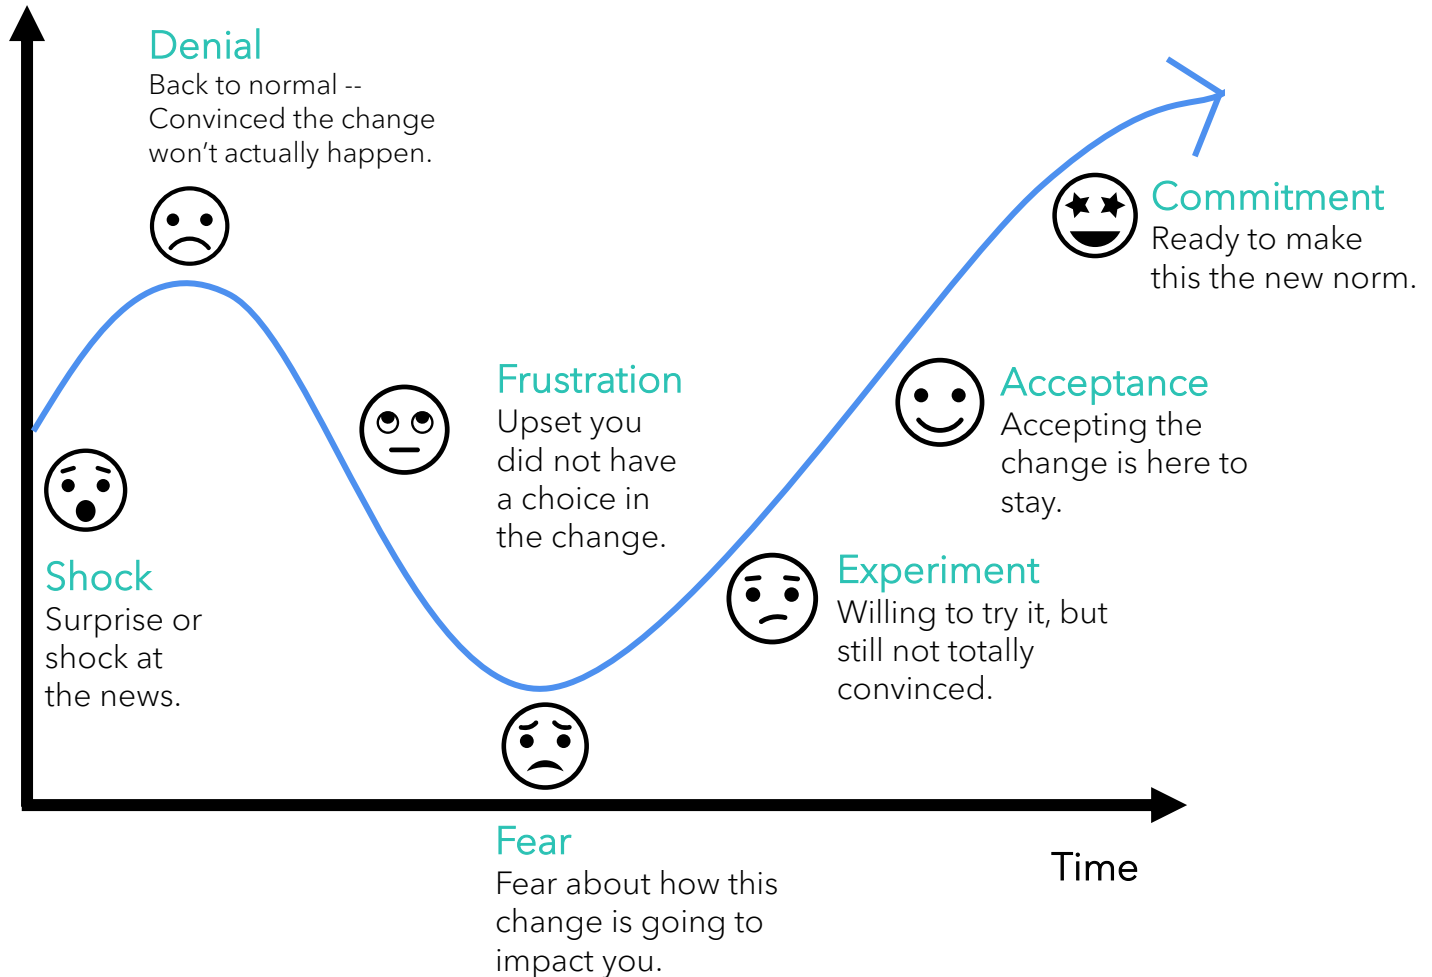 Denial
Back to normal --
Convinced the change
won’t actually happen.
Shock
Surprise or
shock at
the news.
Frustration
Upset you
did not have
a choice in
the change.
Fear
Fear about how this
change is going to
impact you.
Experiment
Willing to try it, but
still not totally
convinced.
Acceptance
Accepting the
change is here to
stay.
Commitment
Ready to make
this the new norm.
Time